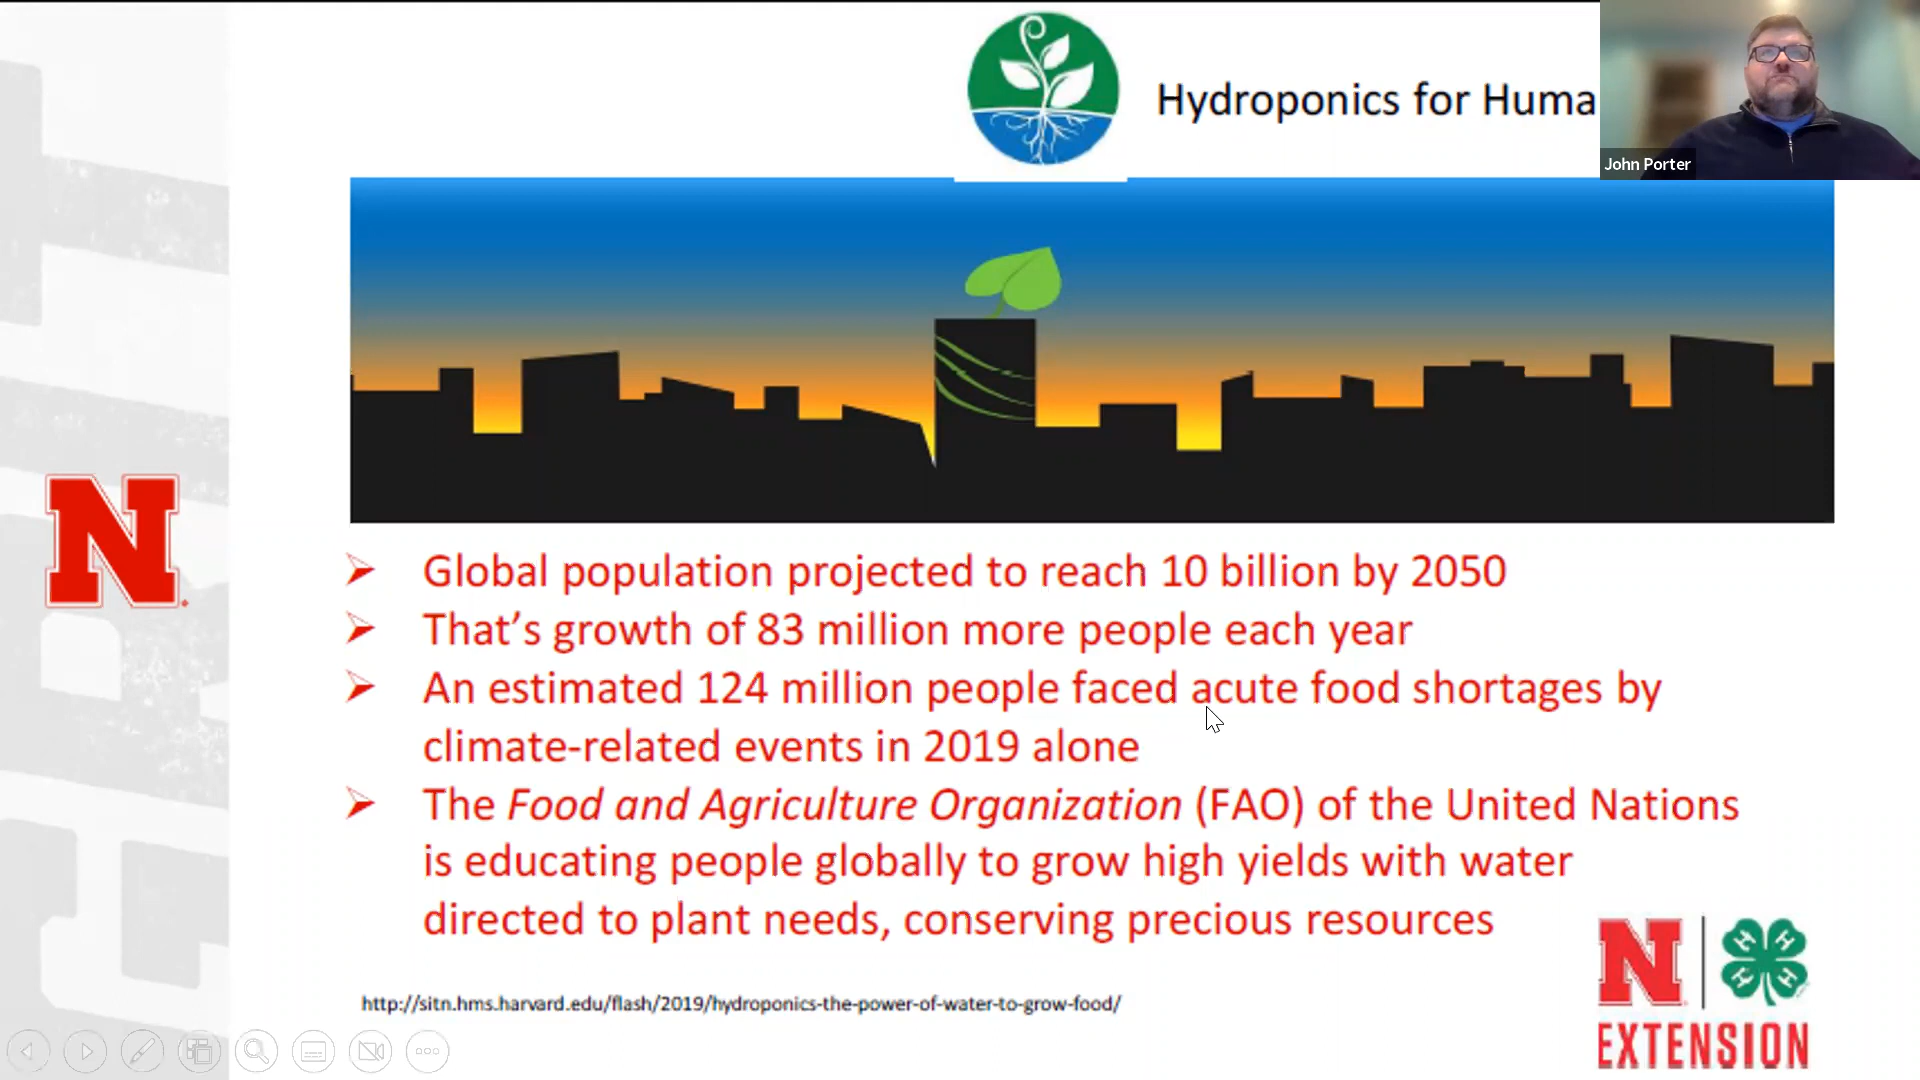 Hydroponics for Huma
John Porter
N
Global population projected to reach 10 billion by 2050
That’s growth of 83 million more people each year
An estimated 124 million people faced acute food shortages by
climate-related events in 2019 alone
The Food and Agriculture Organization (FAO) of the United Nations
is educating people globally to grow high yields with water
directed to plant needs, conserving precious resources
http://sitn.hms.harvard.edu/flash/2019/hydroponics-the-power-of-water-to-grow-food/
N
H H H H
EXTENSION